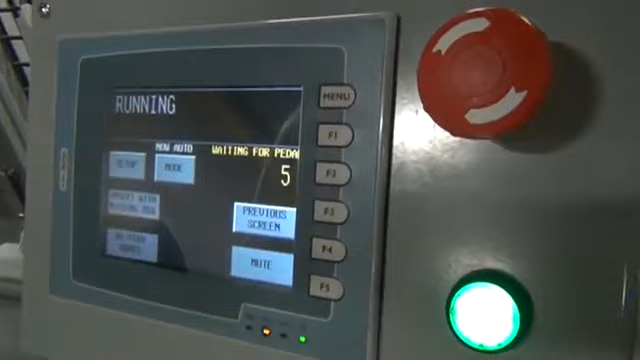 RUNNING
MENU
F1
NOW AUTO
WAITING FOR PEDA
SETUP
MODE
F2
5
F3
PREVIOUS
SCREEN
F4
MUTE
F5